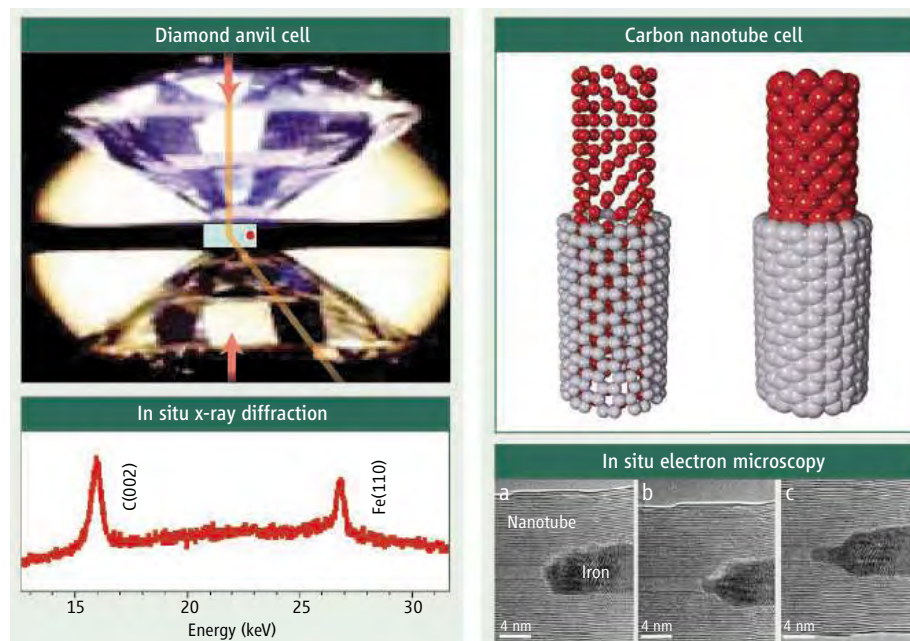 Diamond anvil cell
Carbon nanotube cell
In situ x-ray diffraction
C(002)
Fe(110)
15 20 25 30
Energy (keV)
In situ electron microscopy
a b c
Nanotube
Iron
4 nm 4 nm 4 nm